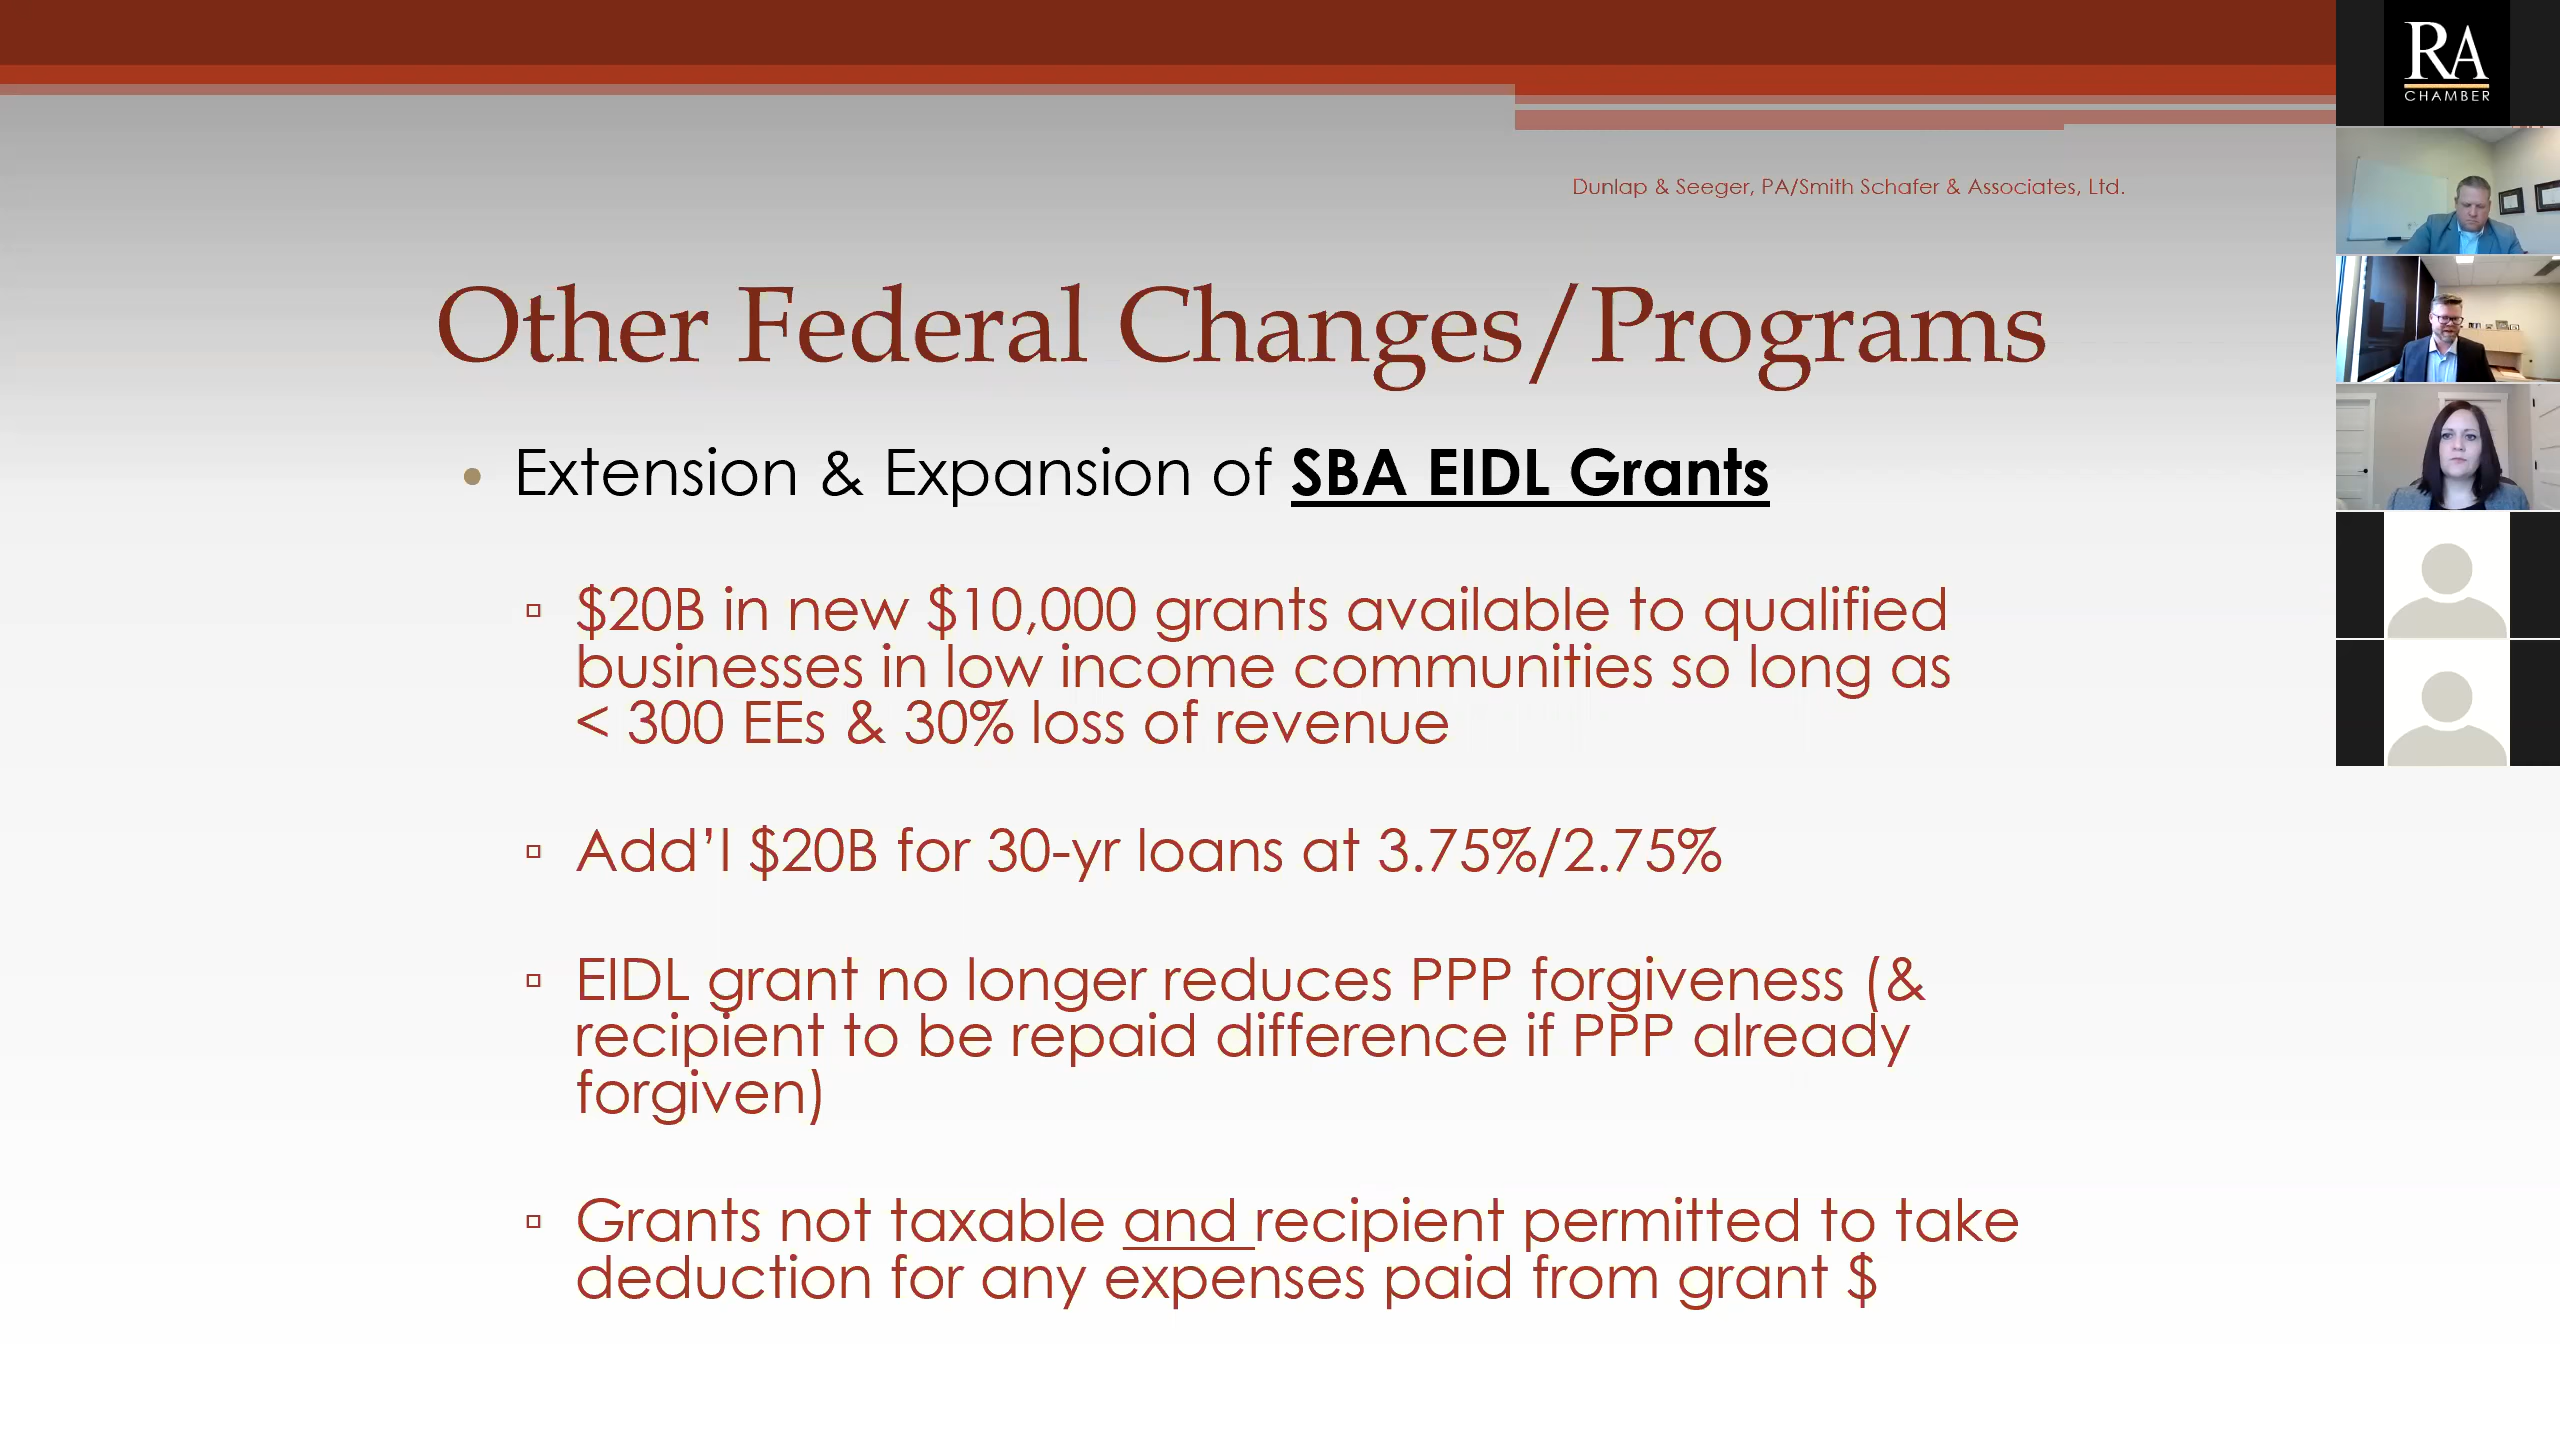 RA
CHAMBER
Dunlap & Seeger, PA/Smith Schafer & Associates, Ltd.
Other Federal Changes/Programs
• Extension & Expansion of SBA EIDL Grants
▫ $20B in new $10,000 grants available to qualified
businesses in low income communities so long as
< 300 EEs & 30% loss of revenue
▫ Add’l $20B for 30-yr loans at 3.75%/2.75%
▫ EIDL grant no longer reduces PPP forgiveness (&
recipient to be repaid difference if PPP already
forgiven)
▫ Grants not taxable and recipient permitted to take
deduction for any expenses paid from grant $